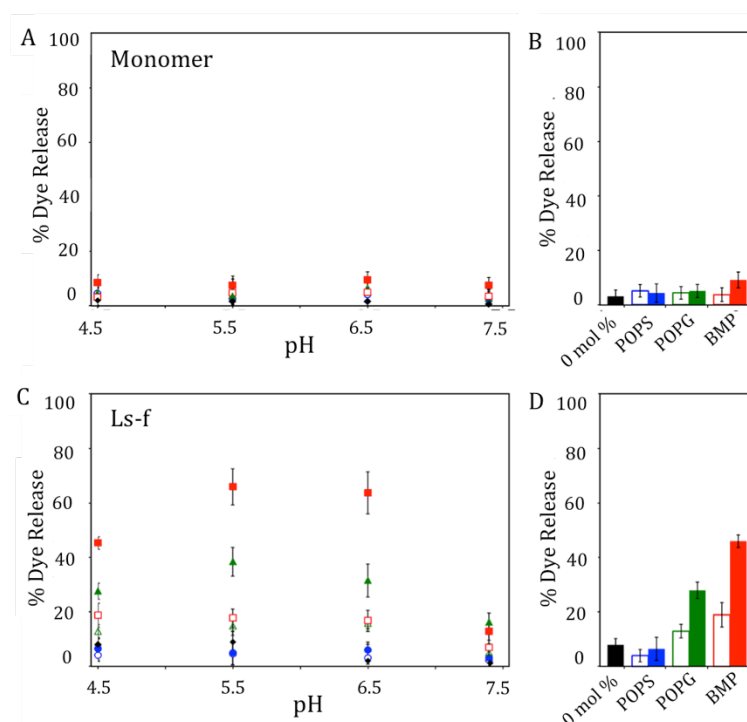 A
Monomer
% Dye Release
100
80
60
40
20
0
4.5
5.5
6.5
7.5
pH
B
% Dye Release
100
80
60
40
20
0
0 mol %
POPS
POPG
BMP
C
Ls-f
% Dye Release
100
80
60
40
20
0
4.5
5.5
6.5
7.5
pH
D
% Dye Release
100
80
60
40
20
0
0 mol %
POPS
POPG
BMP